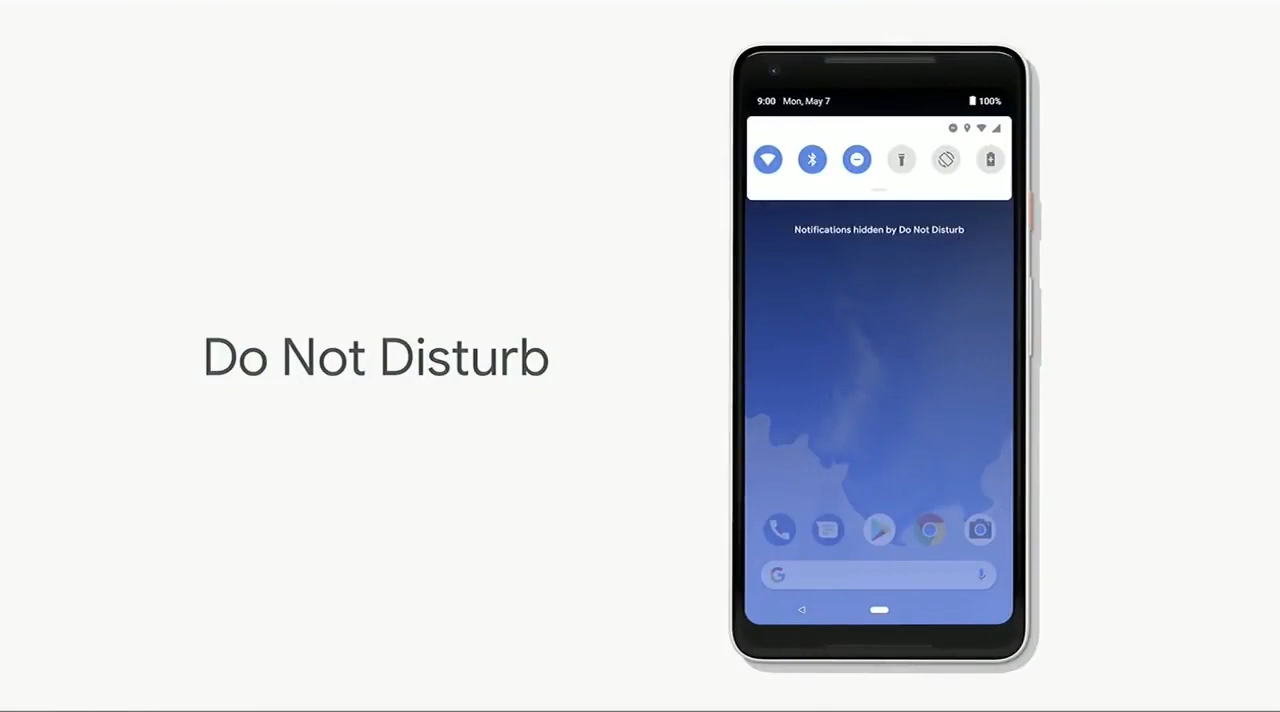 Do Not Disturb
9:00 Mon, May 7 100%
Notifications hidden by Do Not Disturb
G